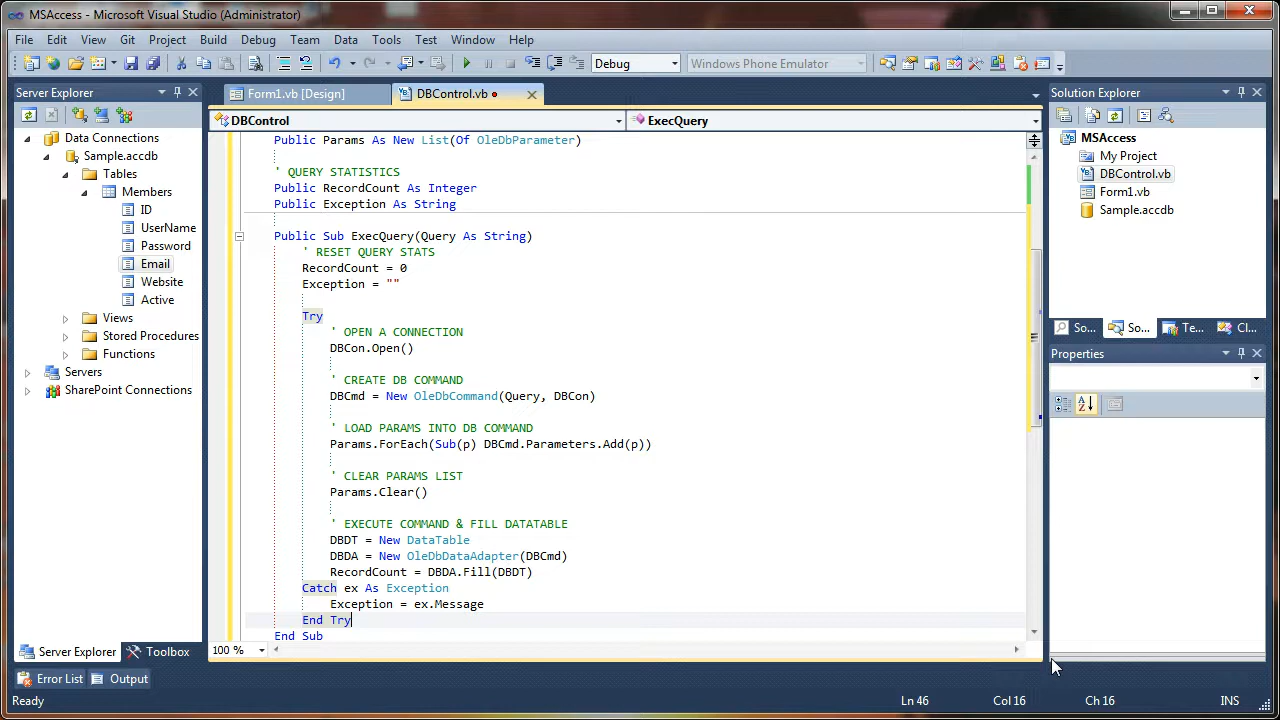 MSAccess - Microsoft Visual Studio (Administrator)
File Edit View Git Project Build Debug Team Data Tools Test Window Help
Debug Windows Phone Emulator
Server Explorer
Data Connections
Sample.accdb
Tables
Members
ID
UserName
Password
Email
Website
Active
Views
Stored Procedures
Functions
Servers
SharePoint Connections
Server Explorer Toolbox
Form1.vb [Design] DBControl.vb
DBControl ExecQuery
Public Params As New List(Of OleDbParameter)
' QUERY STATISTICS
Public RecordCount As Integer
Public Exception As String
Public Sub ExecQuery(Query As String)
' RESET QUERY STATS
RecordCount = 0
Exception = ""
Try
' OPEN A CONNECTION
DBCon.Open()
' CREATE DB COMMAND
DBCmd = New OleDbCommand(Query, DBCon)
' LOAD PARAMS INTO DB COMMAND
Params.ForEach(Sub(p) DBCmd.Parameters.Add(p))
' CLEAR PARAMS LIST
Params.Clear()
' EXECUTE COMMAND & FILL DATATABLE
DBDT = New DataTable
DBDA = New OleDbDataAdapter(DBCmd)
RecordCount = DBDA.Fill(DBDT)
Catch ex As Exception
Exception = ex.Message
End Try
End Sub
100 %
Solution Explorer
MSAccess
My Project
DBControl.vb
Form1.vb
Sample.accdb
So... So... Te... Cl...
Properties
Error List Output
Ready Ln 46 Col 16 Ch 16 INS